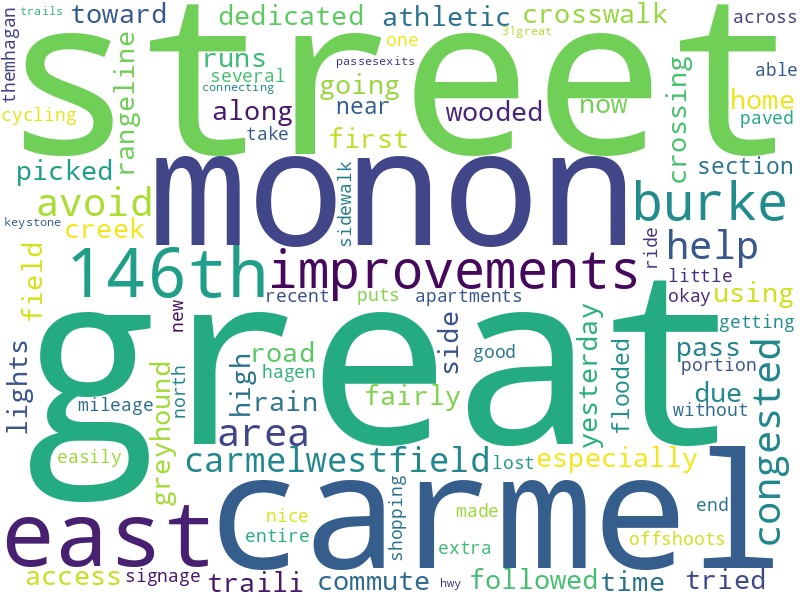 trails
toward
dedicated
athletic
crosswalk
across
themhagan
street
runs
one
31great
passesexits
several
connecting
going
able
cycling
rangeline
along
near
wooded
now
crossing
home
paved
take
first
picked
monon
sidewalk
section
avoid
burke
keystone
creek
146th
improvements
ride
help
field
little
new
recent
puts
apartments
okay
using
great
getting
lights
side
yesterday
flooded
pass
road
good
portion
north
high
hagen
greyhound
mileage
rain
fairly
due
without
congested
area
easily
carmelwestfield
lost
especially
east
carmel
shopping
nice
made
end
entire
offshoots
extra
access
signage
traili
commute
hwy
followed
time
tried